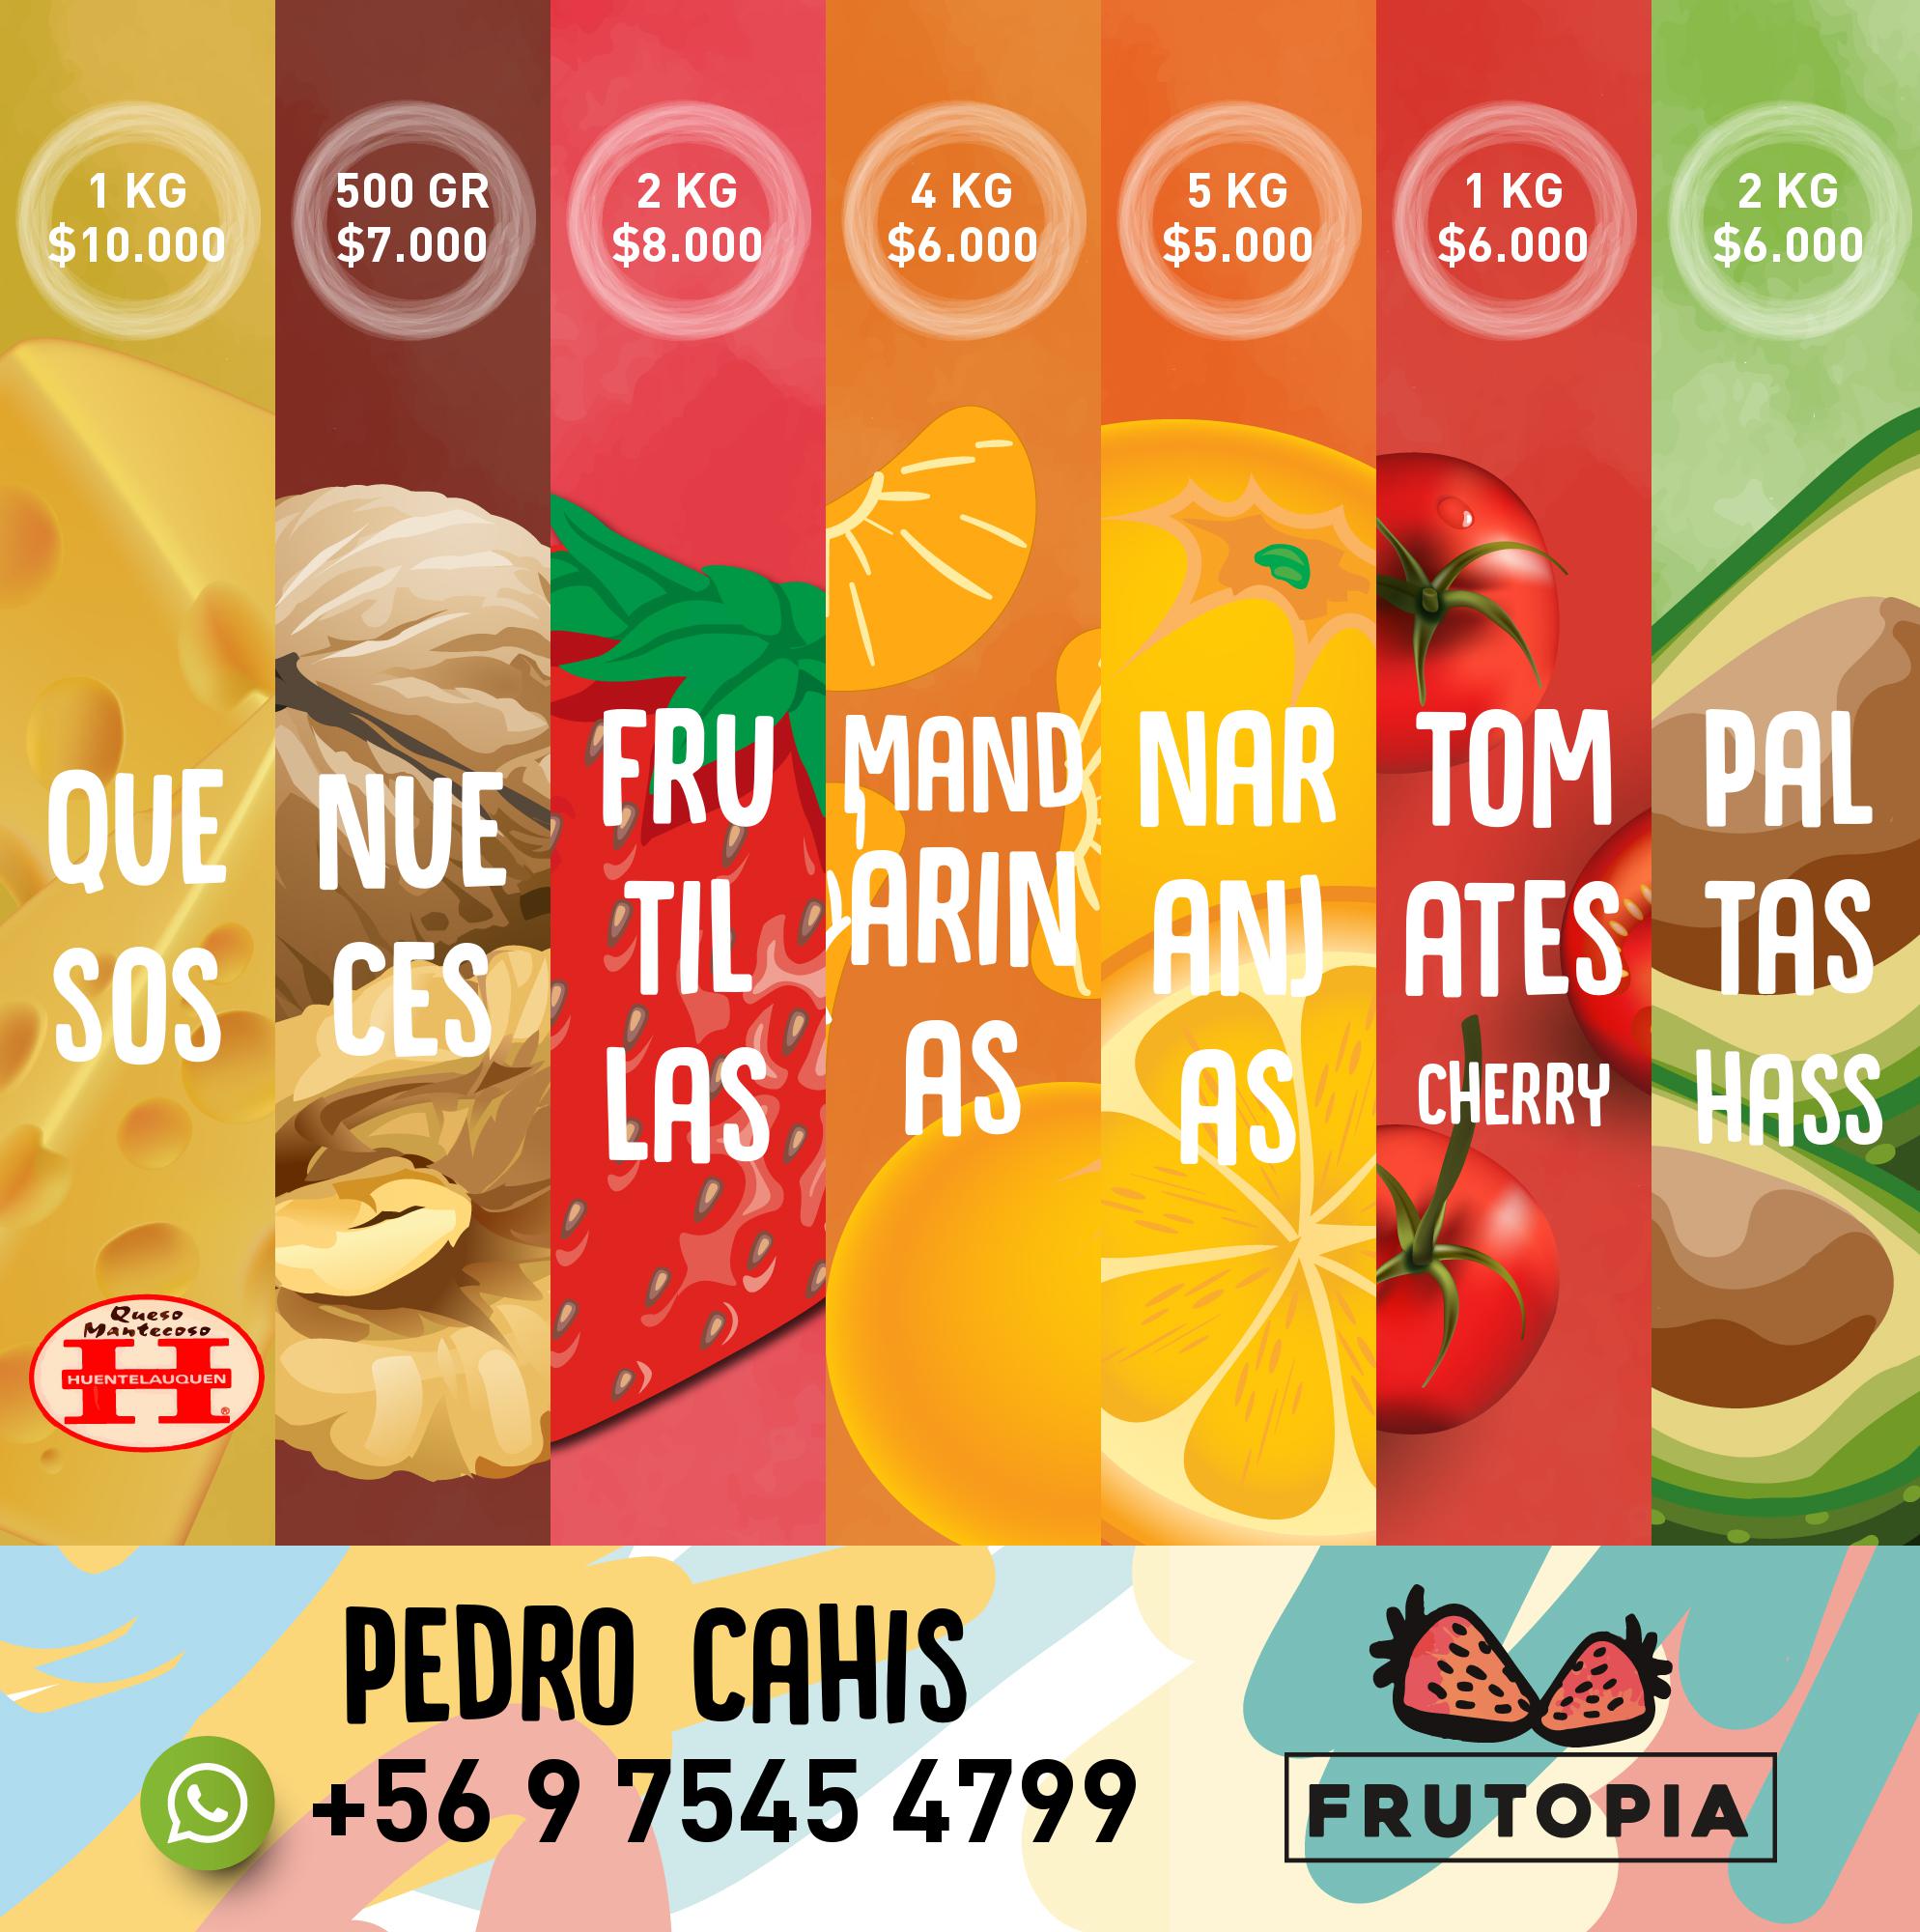 1 KG
$10.000
QUE
SOS
Queso
Mantecoso
H
HUENTELAUQUEN
®
500 GR
$7.000
NUE
CES
2 KG
$8.000
FRU
TIL
LAS
4 KG
$6.000
MAND
ARIN
AS
5 KG
$5.000
NAR
ANJ
AS
1 KG
$6.000
TOM
ATES
CHERRY
2 KG
$6.000
PAL
TAS
HASS
PEDRO CAHIS
+56 9 7545 4799
FRUTOPIA